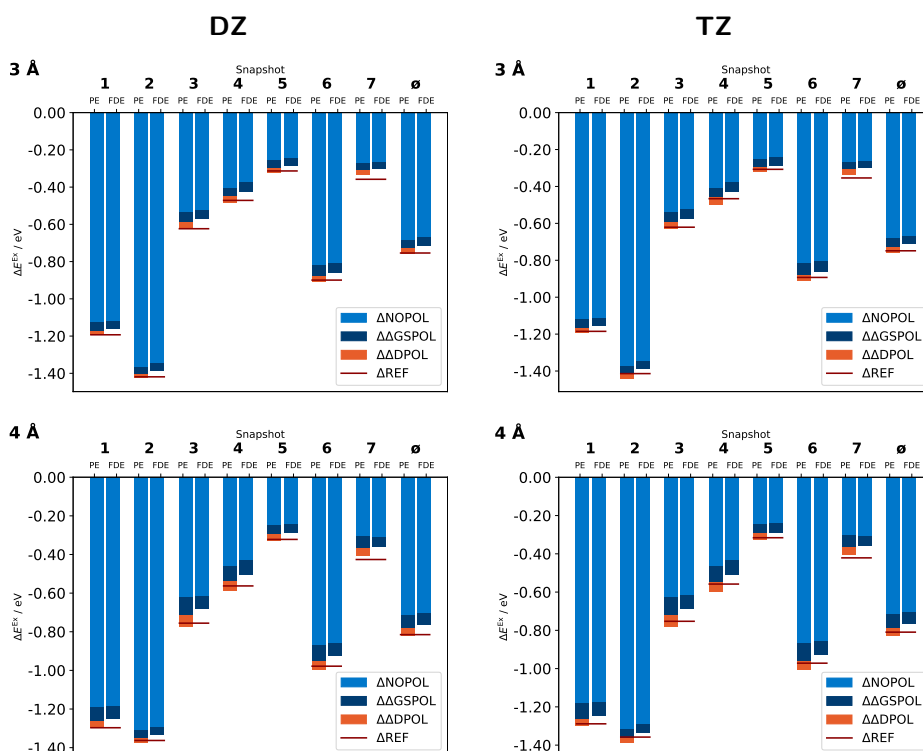 DZ
TZ
3 Å
Snapshot
1 2 3 4 5 6 7 ø
PE FDE PE FDE PE FDE PE FDE PE FDE PE FDE PE FDE PE FDE
0.00
-0.20
-0.40
-0.60
-0.80
-1.00
-1.20
-1.40
ΔE^Ex / eV
ΔNOPOL
ΔΔGSPOL
ΔΔDPOL
ΔREF
3 Å
Snapshot
1 2 3 4 5 6 7 ø
PE FDE PE FDE PE FDE PE FDE PE FDE PE FDE PE FDE PE FDE
0.00
-0.20
-0.40
-0.60
-0.80
-1.00
-1.20
-1.40
ΔE^Ex / eV
ΔNOPOL
ΔΔGSPOL
ΔΔDPOL
ΔREF
4 Å
Snapshot
1 2 3 4 5 6 7 ø
PE FDE PE FDE PE FDE PE FDE PE FDE PE FDE PE FDE PE FDE
0.00
-0.20
-0.40
-0.60
-0.80
-1.00
-1.20
-1.40
ΔE^Ex / eV
ΔNOPOL
ΔΔGSPOL
ΔΔDPOL
ΔREF
4 Å
Snapshot
1 2 3 4 5 6 7 ø
PE FDE PE FDE PE FDE PE FDE PE FDE PE FDE PE FDE PE FDE
0.00
-0.20
-0.40
-0.60
-0.80
-1.00
-1.20
-1.40
ΔE^Ex / eV
ΔNOPOL
ΔΔGSPOL
ΔΔDPOL
ΔREF